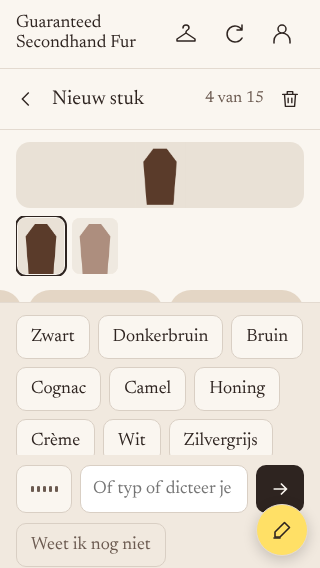 Guaranteed
Secondhand Fur
Nieuw stuk
4 van 15
Zwart
Donkerbruin
Bruin
Cognac
Camel
Honing
Crème
Wit
Zilvergrijs
Of typ of dicteer je
Weet ik nog niet